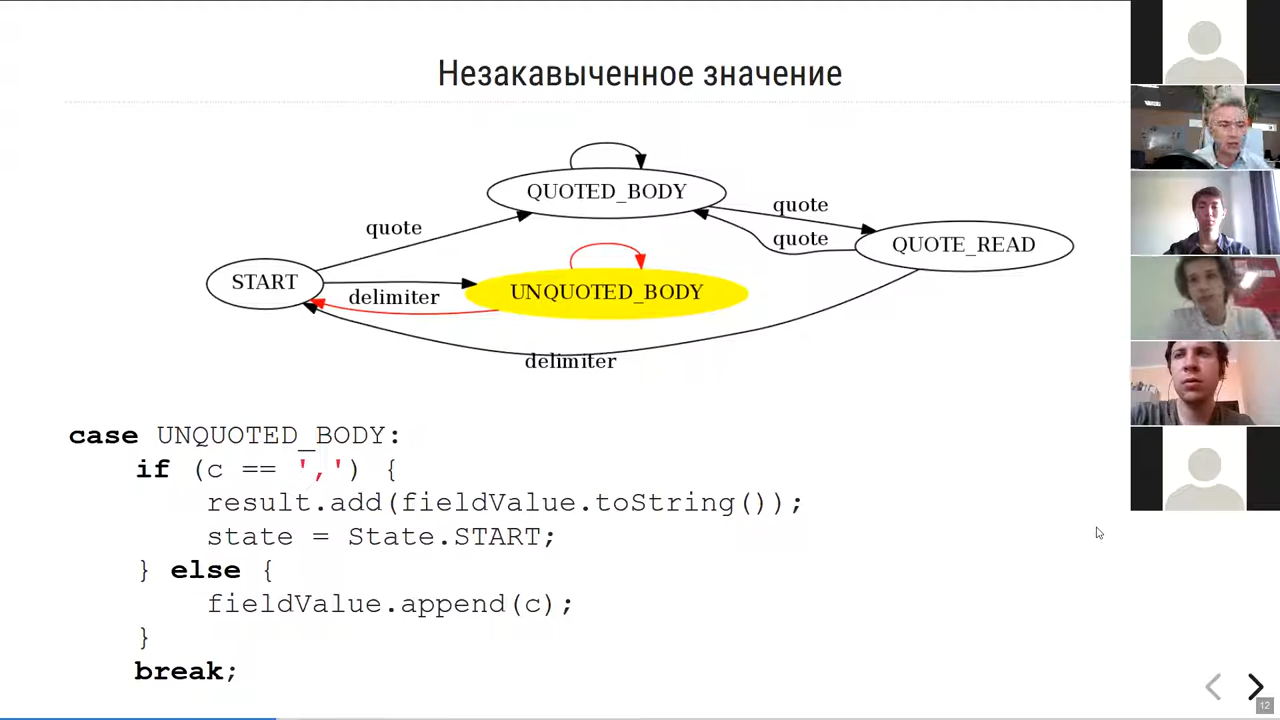 Незакавыченное значение
QUOTED_BODY
quote
quote
quote
QUOTE_READ
START
delimiter
UNQUOTED_BODY
delimiter
case UNQUOTED_BODY:
if (c == ',') {
result.add(fieldValue.toString());
state = State.START;
} else {
fieldValue.append(c);
}
break;
12